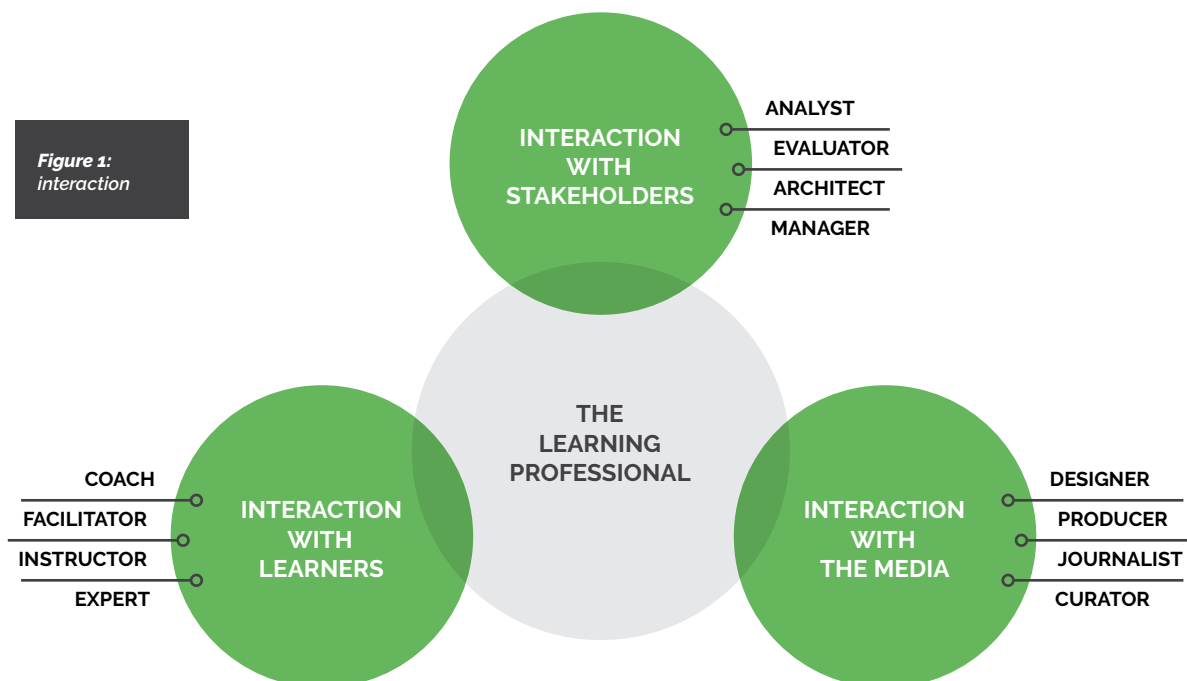 Figure 1:
interaction
INTERACTION
WITH
STAKEHOLDERS
ANALYST
EVALUATOR
ARCHITECT
MANAGER
THE
LEARNING
PROFESSIONAL
COACH
FACILITATOR
INSTRUCTOR
EXPERT
INTERACTION
WITH
LEARNERS
INTERACTION
WITH
THE MEDIA
DESIGNER
PRODUCER
JOURNALIST
CURATOR